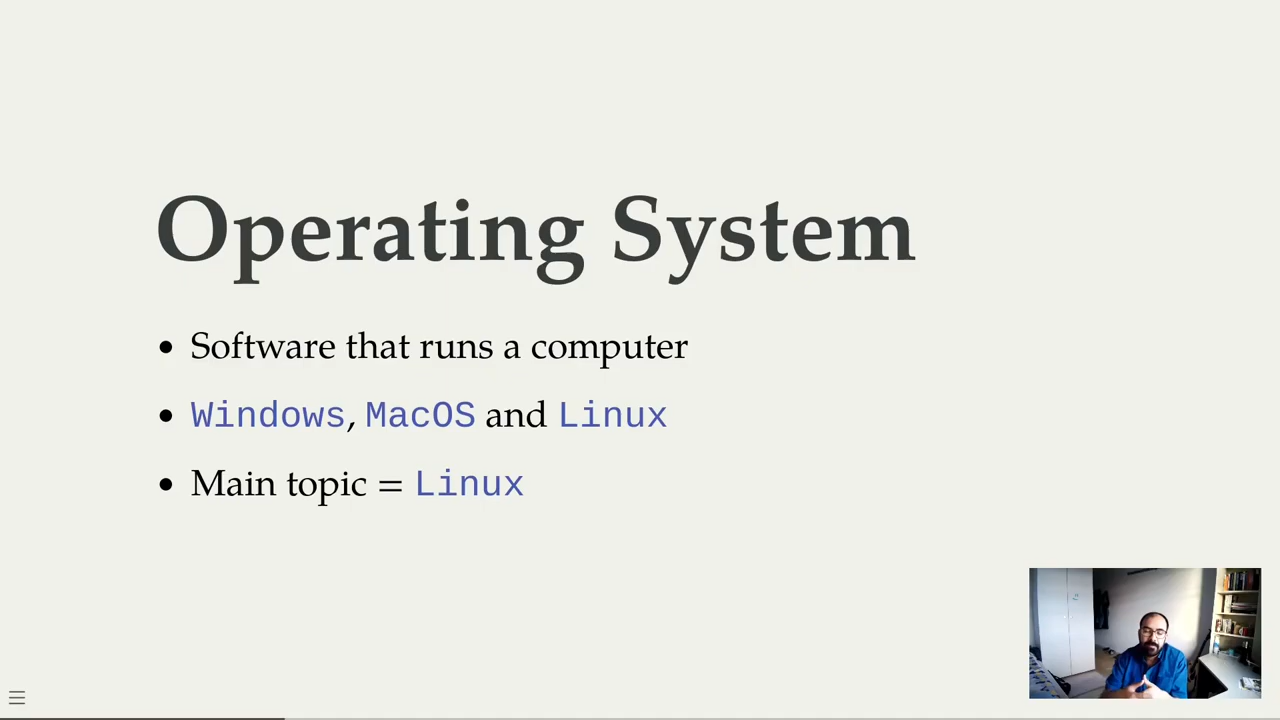 Operating System
• Software that runs a computer
• Windows, MacOS and Linux
• Main topic = Linux